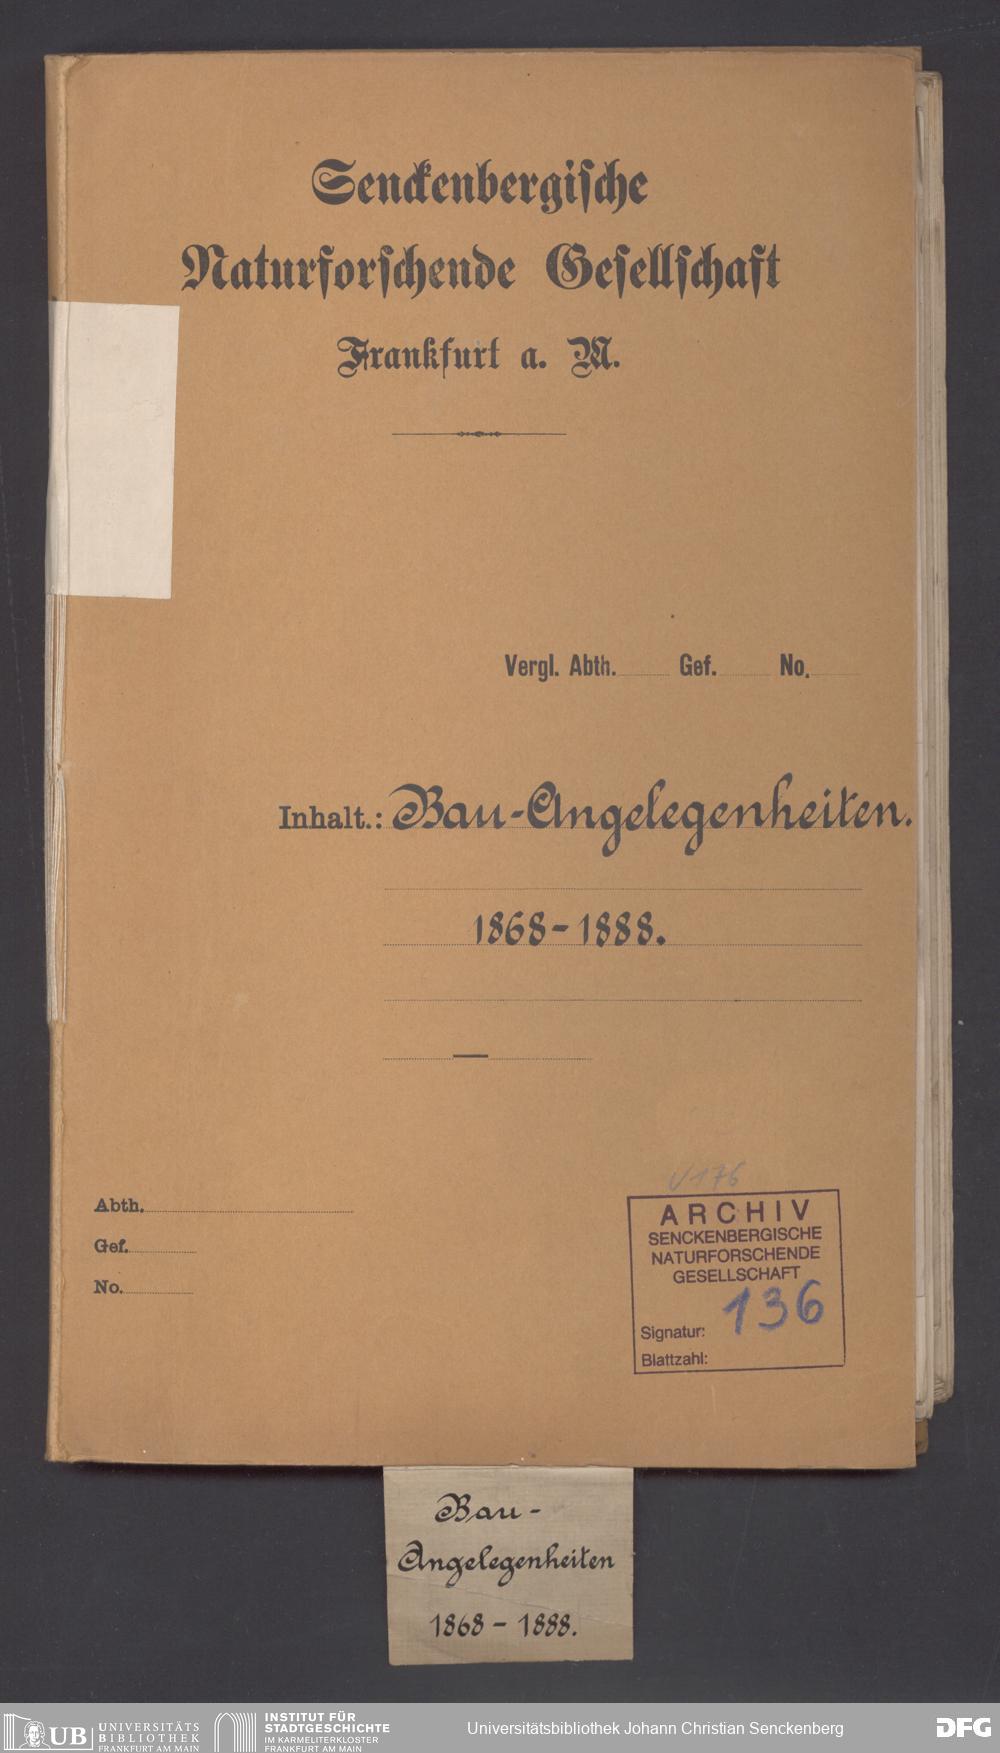 Senckenbergische
Naturforschende Gesellschaft
Frankfurt a. M.
Vergl. Abth. Gef. No.
Inhalt.: Bau-Angelegenheiten.
1868-1888.
Abth.
Gef.
No.
V 176
ARCHIV
SENCKENBERGISCHE
NATURFORSCHENDE
GESELLSCHAFT
136
Signatur:
Blattzahl:
Bau-
Angelegenheiten
1868 - 1888.
UB UNIVERSITÄTS
BIBLIOTHEK
FRANKFURT AM MAIN
INSTITUT FÜR
STADTGESCHICHTE
IM KARMELITERKLOSTER
FRANKFURT AM MAIN
Universitätsbibliothek Johann Christian Senckenberg
DFG